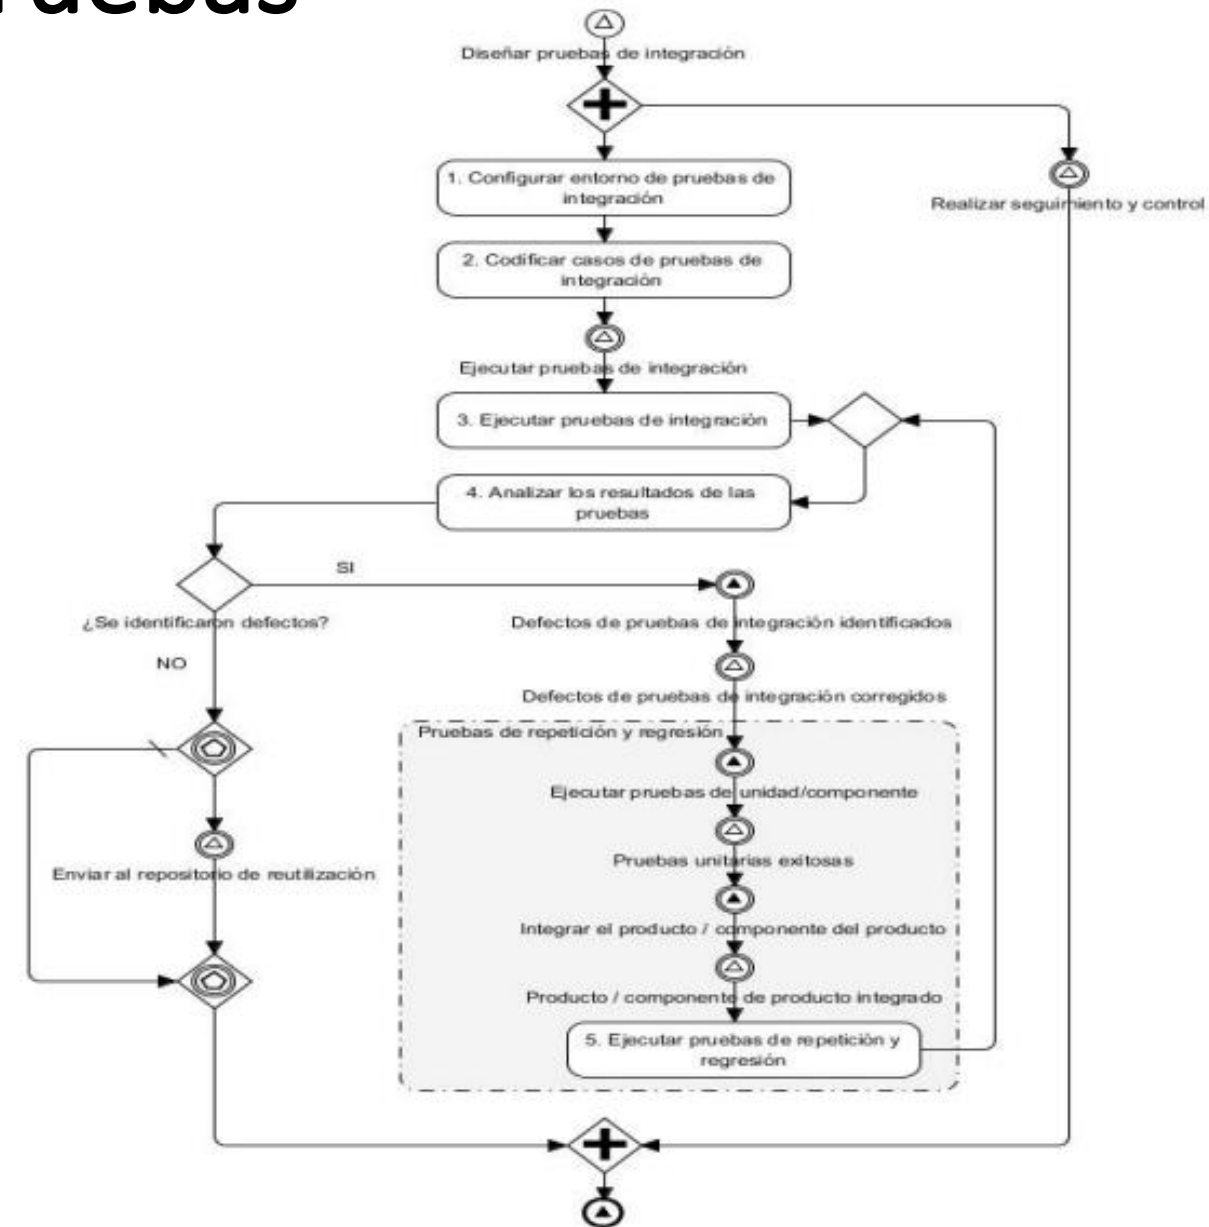 Diseñar pruebas de integración
1. Configurar entorno de pruebas de
integración
Realizar seguimiento y control
2. Codificar casos de pruebas de
integración
Ejecutar pruebas de integración
3. Ejecutar pruebas de integración
4. Analizar los resultados de las
pruebas
SI
¿Se identificaron defectos?
Defectos de pruebas de integración identificados
NO
Defectos de pruebas de integración corregidos
Pruebas de repetición y regresión
Ejecutar pruebas de unidad/componente
Pruebas unitarias exitosas
Enviar al repositorio de reutilización
Integrar el producto / componente del producto
Producto / componente de producto integrado
5. Ejecutar pruebas de repetición y
regresión